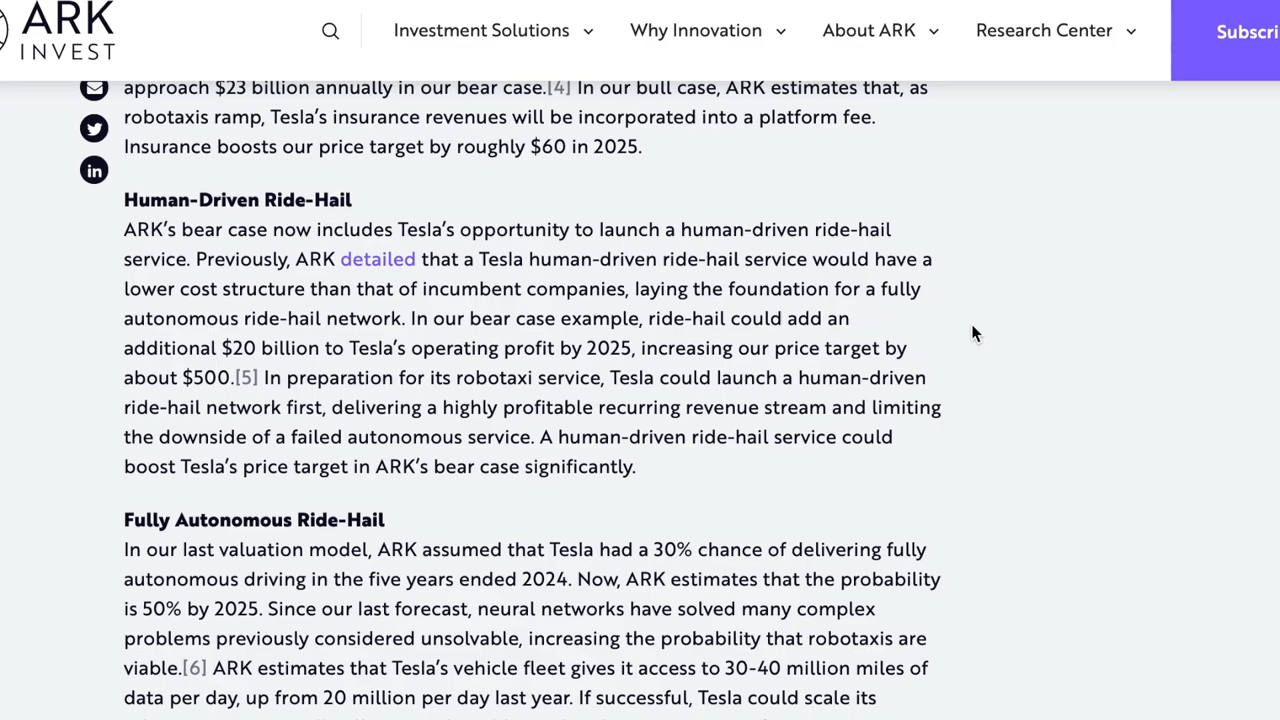 ARK
INVEST
Investment Solutions
Why Innovation
About ARK
Research Center
Subscri
approach $23 billion annually in our bear case.[4] In our bull case, ARK estimates that, as
robotaxis ramp, Tesla's insurance revenues will be incorporated into a platform fee.
Insurance boosts our price target by roughly $60 in 2025.
Human-Driven Ride-Hail
ARK's bear case now includes Tesla's opportunity to launch a human-driven ride-hail
service. Previously, ARK detailed that a Tesla human-driven ride-hail service would have a
lower cost structure than that of incumbent companies, laying the foundation for a fully
autonomous ride-hail network. In our bear case example, ride-hail could add an
additional $20 billion to Tesla's operating profit by 2025, increasing our price target by
about $500.[5] In preparation for its robotaxi service, Tesla could launch a human-driven
ride-hail network first, delivering a highly profitable recurring revenue stream and limiting
the downside of a failed autonomous service. A human-driven ride-hail service could
boost Tesla's price target in ARK's bear case significantly.
Fully Autonomous Ride-Hail
In our last valuation model, ARK assumed that Tesla had a 30% chance of delivering fully
autonomous driving in the five years ended 2024. Now, ARK estimates that the probability
is 50% by 2025. Since our last forecast, neural networks have solved many complex
problems previously considered unsolvable, increasing the probability that robotaxis are
viable.[6] ARK estimates that Tesla's vehicle fleet gives it access to 30-40 million miles of
data per day, up from 20 million per day last year. If successful, Tesla could scale its